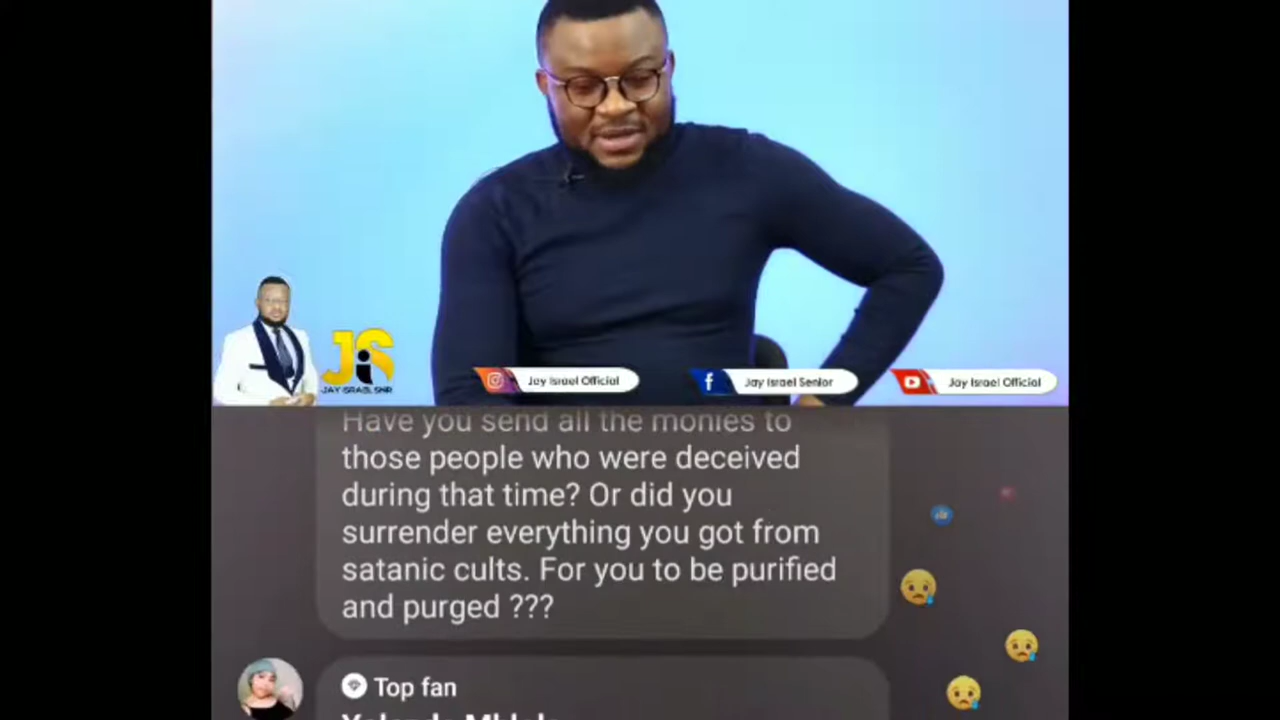 JiS
JAY ISRAEL SNR
Jay Israel Official
Jay Israel Senior
Jay Israel Official
Have you send all the monies to
those people who were deceived
during that time? Or did you
surrender everything you got from
satanic cults. For you to be purified
and purged ???
Top fan